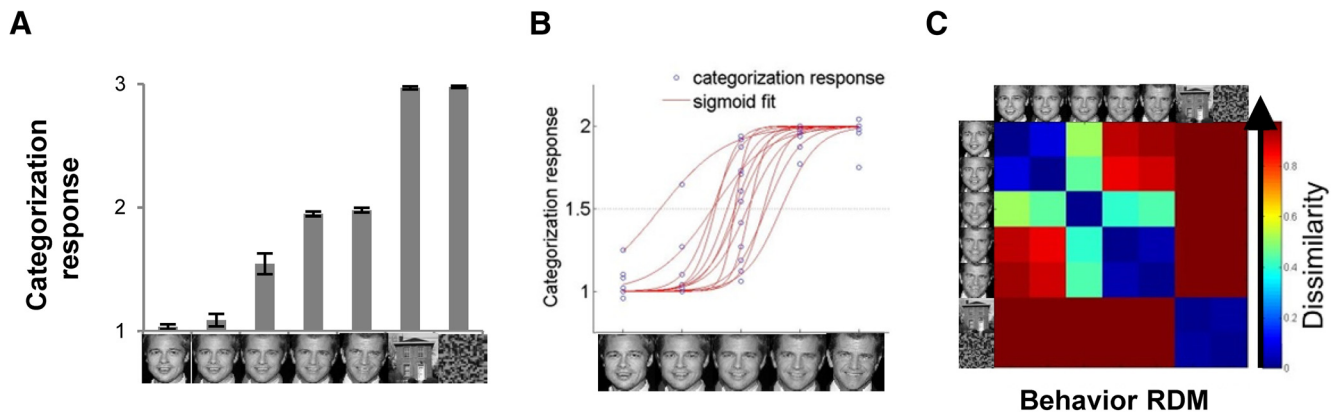 A
Categorization
response
3
2
1
B
categorization response
sigmoid fit
Categorization response
2
1.5
1
C
0.8
0.6
0.4
0.2
0
Dissimilarity
Behavior RDM